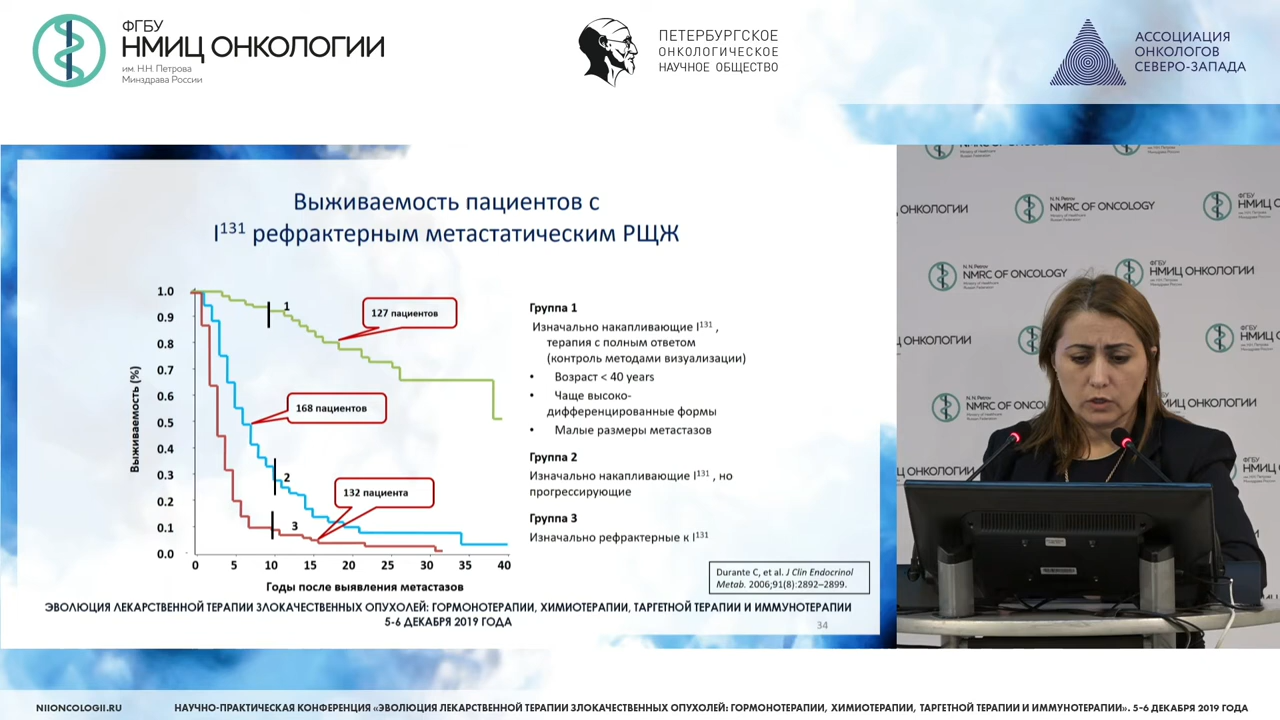 ФГБУ
НМИЦ ОНКОЛОГИИ
им. Н.Н. Петрова
Минздрава России
ПЕТЕРБУРГСКОЕ
ОНКОЛОГИЧЕСКОЕ
НАУЧНОЕ ОБЩЕСТВО
АССОЦИАЦИЯ
ОНКОЛОГОВ
СЕВЕРО-ЗАПАДА
Выживаемость пациентов с
I131 рефрактерным метастатическим РЩЖ
Выживаемость (%)
1.0
0.9
0.8
0.7
0.6
0.5
0.4
0.3
0.2
0.1
0.0
1
127 пациентов
168 пациентов
2
132 пациента
3
0 5 10 15 20 25 30 35 40
Годы после выявления метастазов
Группа 1
Изначально накапливающие I131 ,
терапия с полным ответом
(контроль методами визуализации)
• Возраст < 40 years
• Чаще высоко-
дифференцированные формы
• Малые размеры метастазов
Группа 2
Изначально накапливающие I131 , но
прогрессирующие
Группа 3
Изначально рефрактерные к I131
Durante C, et al. J Clin Endocrinol
Metab. 2006;91(8):2892–2899.
ЭВОЛЮЦИЯ ЛЕКАРСТВЕННОЙ ТЕРАПИИ ЗЛОКАЧЕСТВЕННЫХ ОПУХОЛЕЙ: ГОРМОНОТЕРАПИИ, ХИМИОТЕРАПИИ, ТАРГЕТНОЙ ТЕРАПИИ И ИММУНОТЕРАПИИ
5-6 ДЕКАБРЯ 2019 ГОДА
34
ОНКОЛОГИИ
NMRC OF ONCOLOGY
NMRC OF ONCOLOGY
НМИЦ ОНКОЛОГИИ
ОНКОЛОГИИ
НМИЦ ОНКОЛОГИИ
NIIONCOLOGII.RU
НАУЧНО-ПРАКТИЧЕСКАЯ КОНФЕРЕНЦИЯ «ЭВОЛЮЦИЯ ЛЕКАРСТВЕННОЙ ТЕРАПИИ ЗЛОКАЧЕСТВЕННЫХ ОПУХОЛЕЙ: ГОРМОНОТЕРАПИИ, ХИМИОТЕРАПИИ, ТАРГЕТНОЙ ТЕРАПИИ И ИММУНОТЕРАПИИ». 5-6 ДЕКАБРЯ 2019 ГОДА